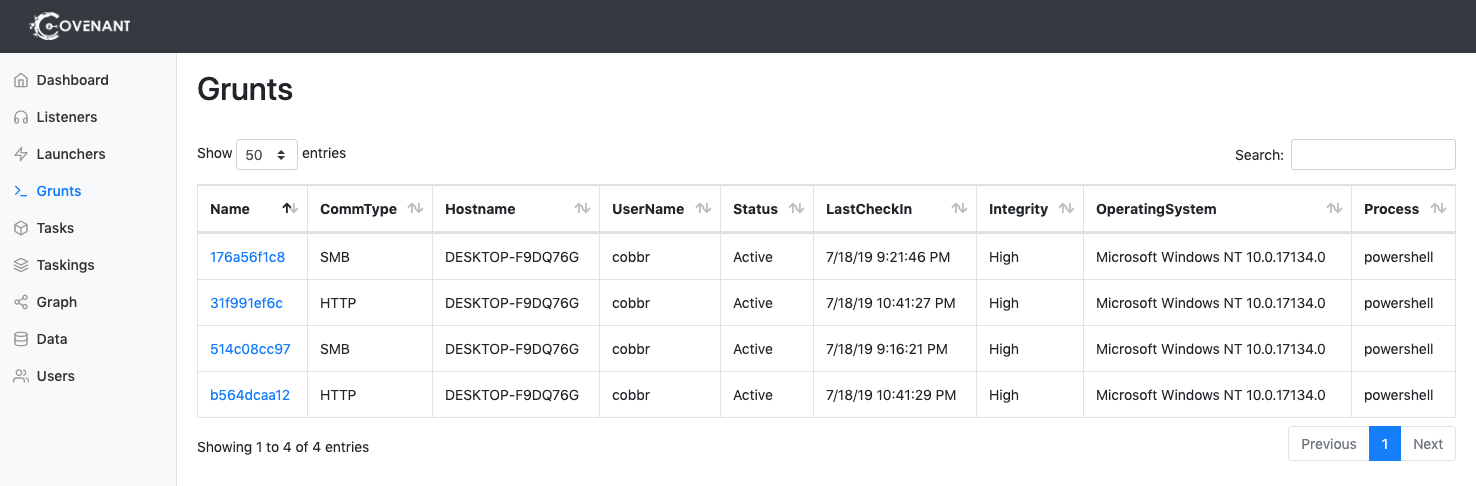 COVENANT
Dashboard
Listeners
Launchers
Grunts
Tasks
Taskings
Graph
Data
Users
Grunts
Show 50 entries
Search:
Name CommType Hostname UserName Status LastCheckIn Integrity OperatingSystem Process
176a56f1c8 SMB DESKTOP-F9DQ76G cobbr Active 7/18/19 9:21:46 PM High Microsoft Windows NT 10.0.17134.0 powershell
31f991ef6c HTTP DESKTOP-F9DQ76G cobbr Active 7/18/19 10:41:27 PM High Microsoft Windows NT 10.0.17134.0 powershell
514c08cc97 SMB DESKTOP-F9DQ76G cobbr Active 7/18/19 9:16:21 PM High Microsoft Windows NT 10.0.17134.0 powershell
b564dcaa12 HTTP DESKTOP-F9DQ76G cobbr Active 7/18/19 10:41:29 PM High Microsoft Windows NT 10.0.17134.0 powershell
Showing 1 to 4 of 4 entries
Previous 1 Next